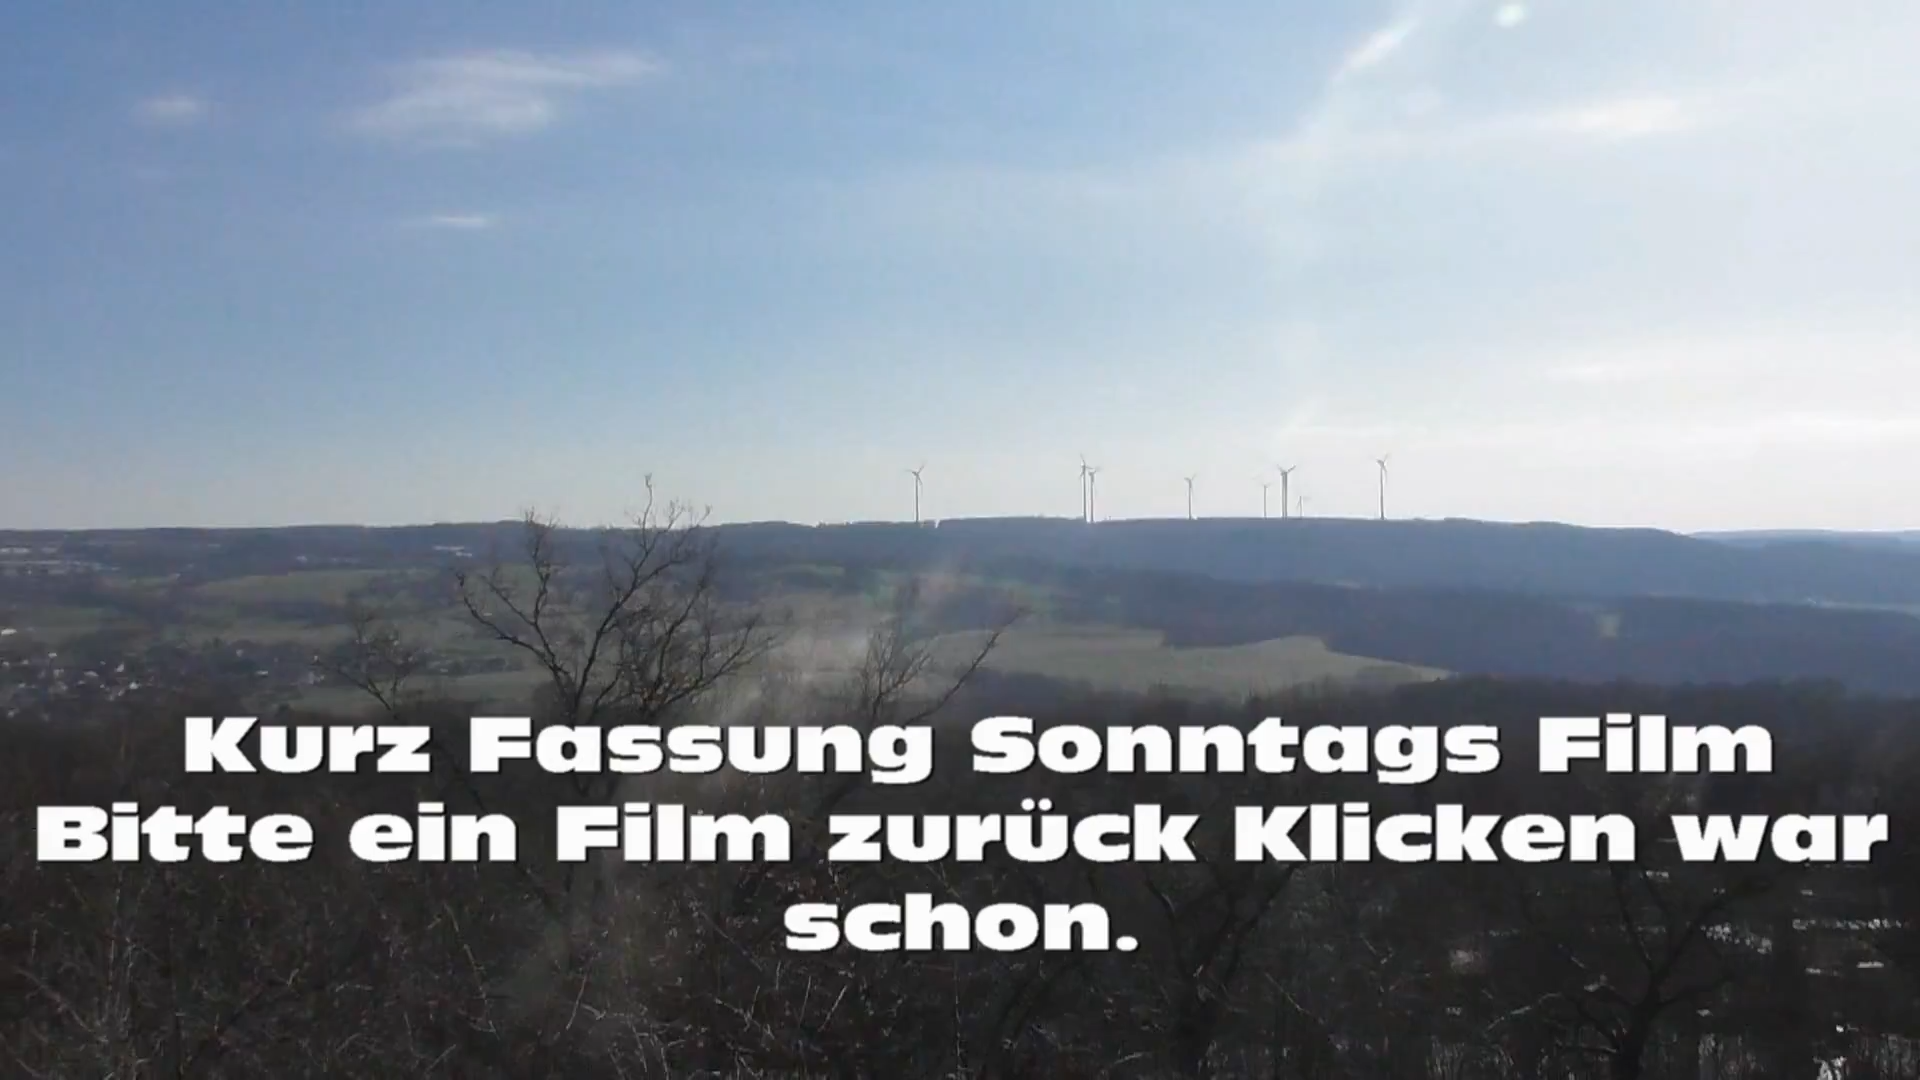 Kurz Fassung Sonntags Film
Bitte ein Film zurück Klicken war
schon.